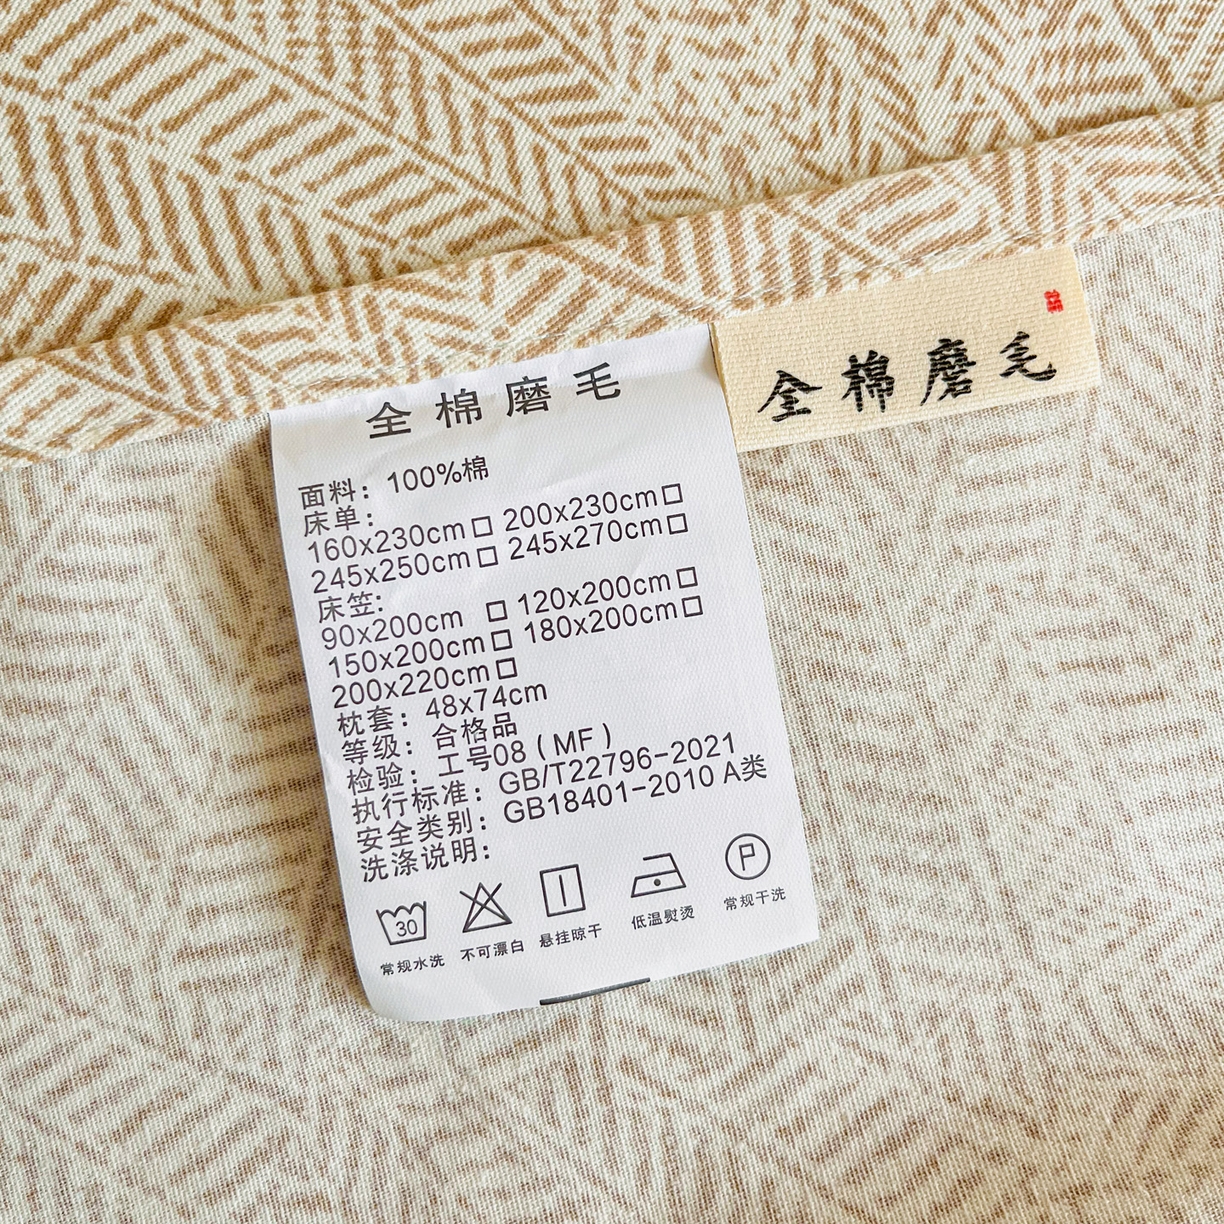 全棉磨毛
全棉磨毛
面料：100%棉
床单：
160x230cm□ 200x230cm□
245x250cm□ 245x270cm□
床笠：
90x200cm □ 120x200cm□
150x200cm□ 180x200cm□
200x220cm□
枕套：48x74cm
等级：合格品
检验：工号08（MF）
执行标准：GB/T22796-2021
安全类别：GB18401-2010 A类
洗涤说明：
30 P
常规水洗 不可漂白 悬挂晾干 低温熨烫 常规干洗